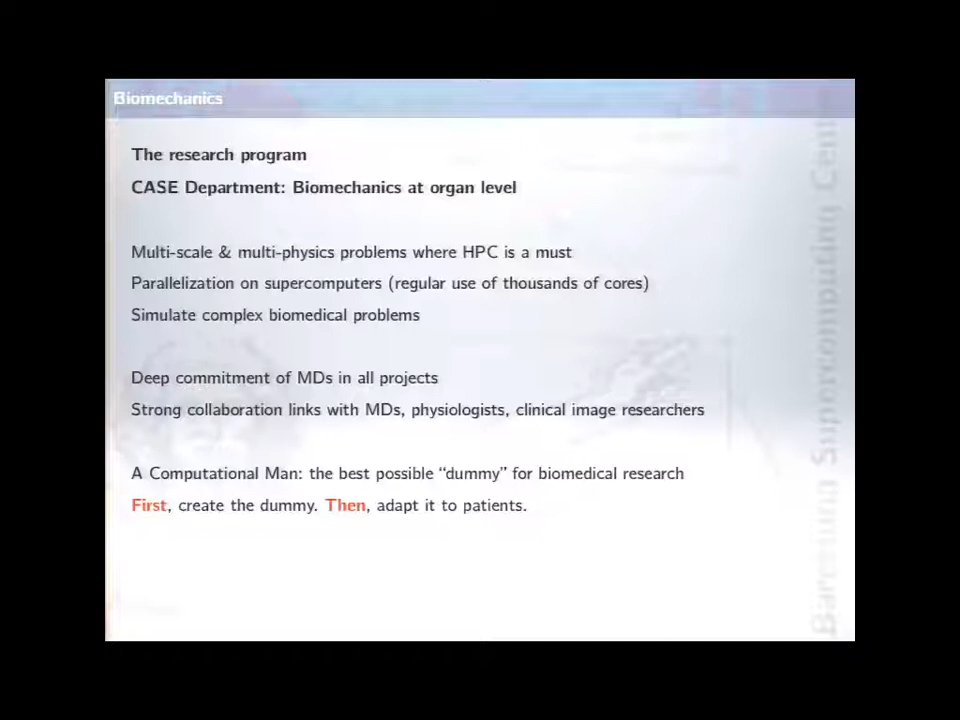 Biomechanics
The research program
CASE Department: Biomechanics at organ level
Multi-scale & multi-physics problems where HPC is a must
Parallelization on supercomputers (regular use of thousands of cores)
Simulate complex biomedical problems
Deep commitment of MDs in all projects
Strong collaboration links with MDs, physiologists, clinical image researchers
A Computational Man: the best possible “dummy” for biomedical research
First, create the dummy. Then, adapt it to patients.
Barcelona Supercomputing Cent